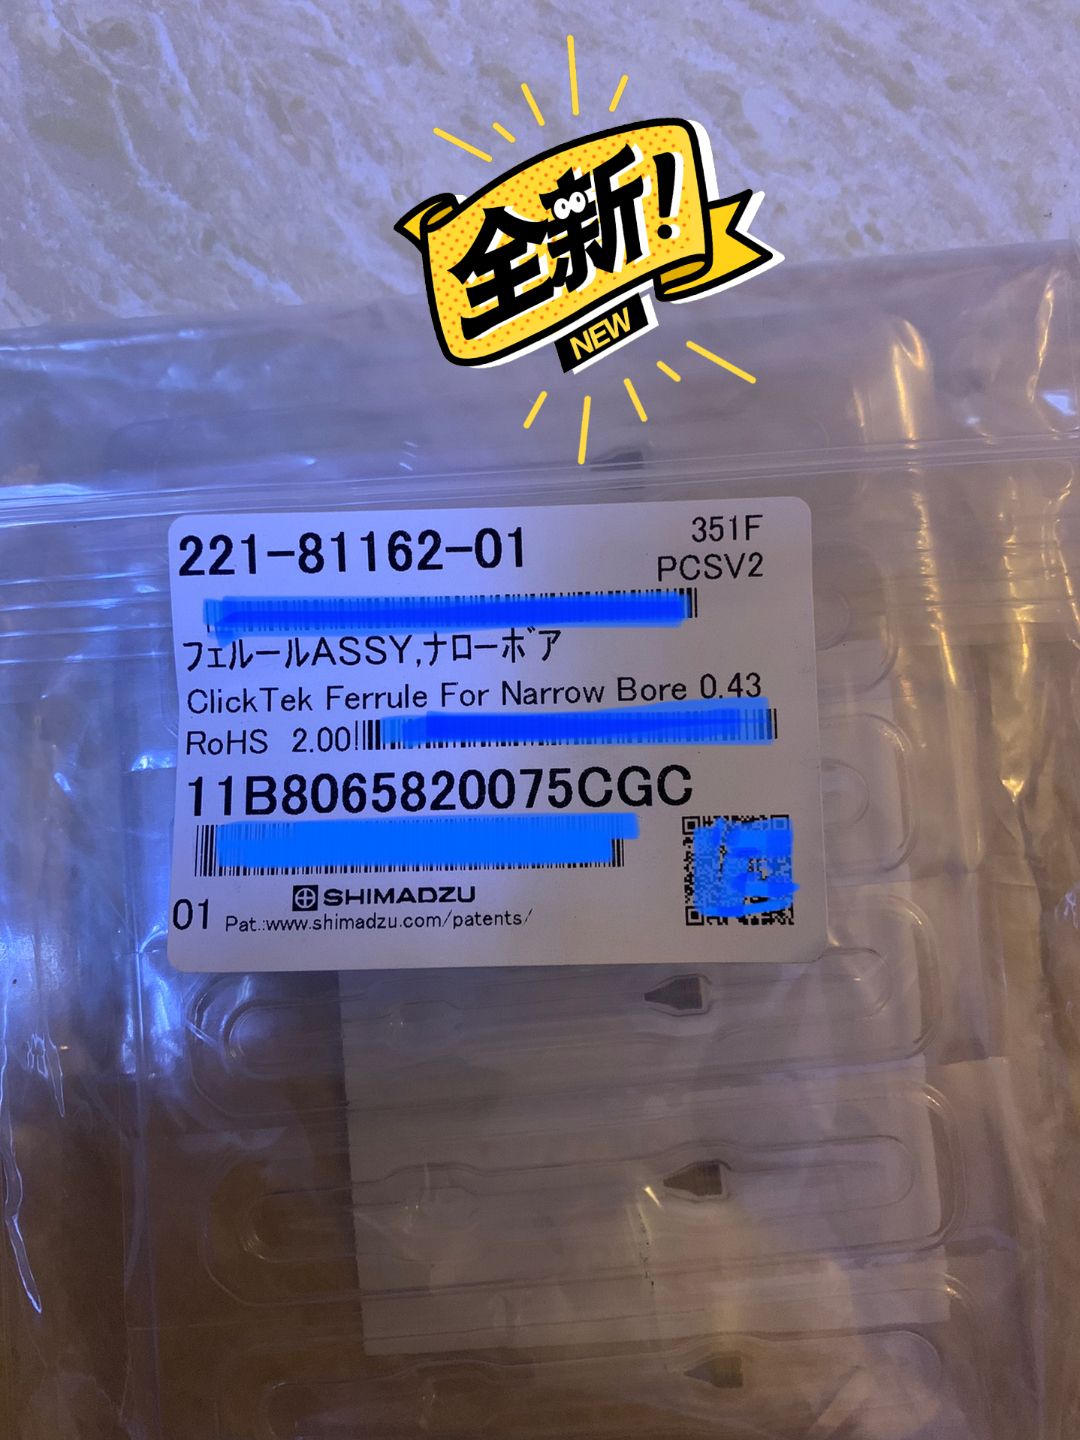 全新!
NEW
221-81162-01
351F
PCSV2
フェルールASSY,ナローボア
ClickTek Ferrule For Narrow Bore 0.43
RoHS 2.00
11B8065820075CGC
SHIMADZU
01 Pat.:www.shimadzu.com/patents/